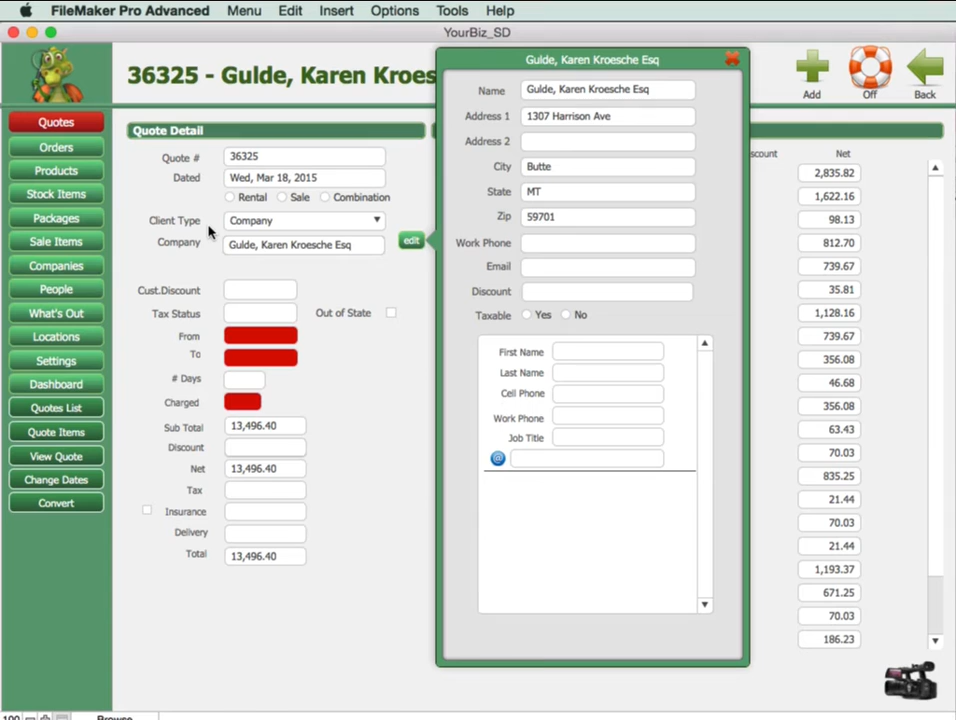 FileMaker Pro Advanced Menu Edit Insert Options Tools Help
YourBiz_SD
36325 - Gulde, Karen Kroes
Add
Off
Back
Quotes
Orders
Products
Stock Items
Packages
Sale Items
Companies
People
What's Out
Locations
Settings
Dashboard
Quotes List
Quote Items
View Quote
Change Dates
Convert
Quote Detail
Quote # 36325
Dated Wed, Mar 18, 2015
Rental Sale Combination
Client Type Company
Company Gulde, Karen Kroesche Esq edit
Cust.Discount
Tax Status Out of State
From
To
# Days
Charged
Sub Total 13,496.40
Discount
Net 13,496.40
Tax
Insurance
Delivery
Total 13,496.40
Gulde, Karen Kroesche Esq
Name Gulde, Karen Kroesche Esq
Address 1 1307 Harrison Ave
Address 2
City Butte
State MT
Zip 59701
Work Phone
Email
Discount
Taxable Yes No
First Name
Last Name
Cell Phone
Work Phone
Job Title
@
scount Net
2,835.82
1,622.16
98.13
812.70
739.67
35.81
1,128.16
739.67
356.08
46.68
356.08
63.43
70.03
835.25
21.44
70.03
21.44
1,193.37
671.25
70.03
186.23
100 Browse